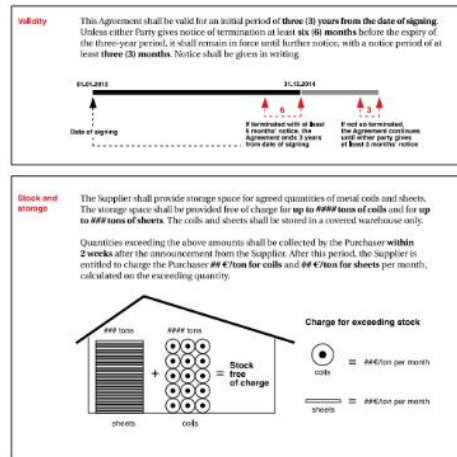 Validity
This Agreement shall be valid for an initial period of three (3) years from the date of signing.
Unless either Party gives notice of termination at least six (6) months before the expiry of
the three-year period, it shall remain in force until further notice, with a notice period of at
least three (3) months. Notice shall be given in writing.
01.01.2012
31.12.2014
6
3
Date of signing
If terminated with at least
6 months' notice, the
Agreement ends 3 years
from date of signing
If not so terminated,
the Agreement continues
until either party gives
at least 3 months' notice
Stock and
storage
The Supplier shall provide storage space for agreed quantities of metal coils and sheets.
The storage space shall be provided free of charge for up to #### tons of coils and for up
to ### tons of sheets. The coils and sheets shall be stored in a covered warehouse only.
Quantities exceeding the above amounts shall be collected by the Purchaser within
2 weeks after the announcement from the Supplier. After this period, the Supplier is
entitled to charge the Purchaser ## €/ton for coils and ## €/ton for sheets per month,
calculated on the exceeding quantity.
### tons
#### tons
+
=
Stock
free
of charge
sheets
coils
Charge for exceeding stock
coils
= ##€/ton per month
sheets
= ##€/ton per month